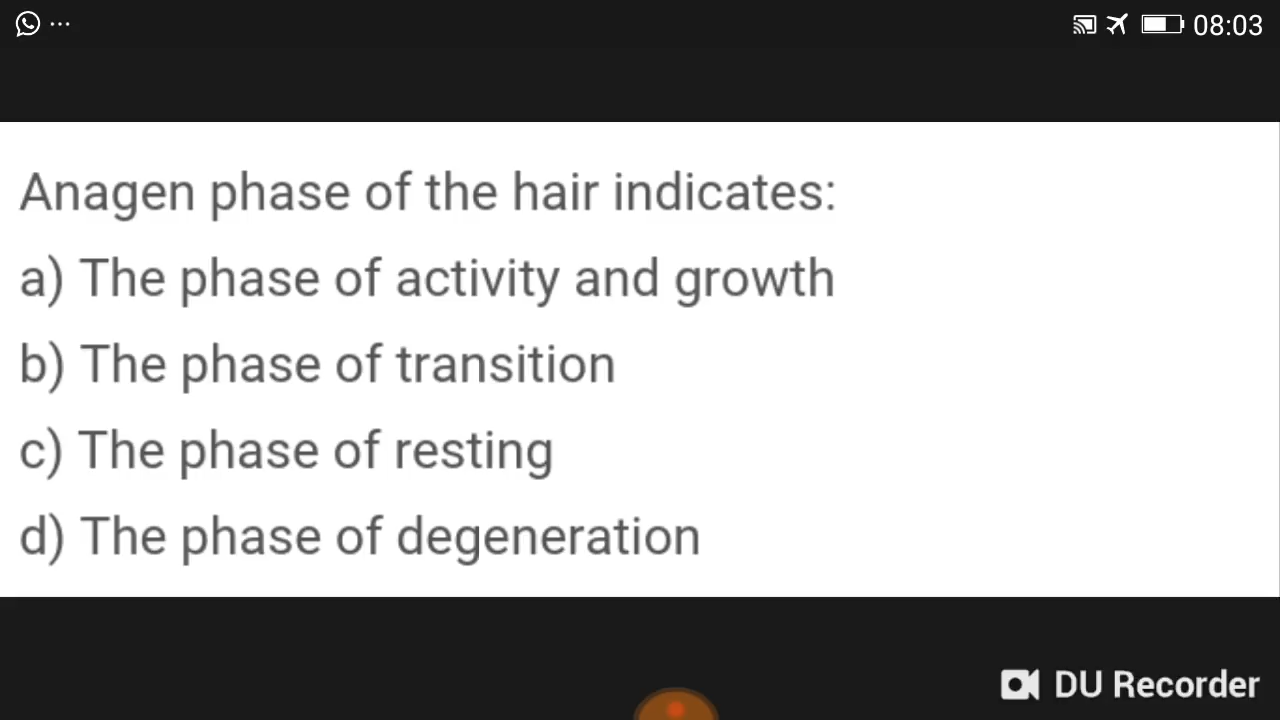 ... 08:03
Anagen phase of the hair indicates:
a) The phase of activity and growth
b) The phase of transition
c) The phase of resting
d) The phase of degeneration
DU Recorder